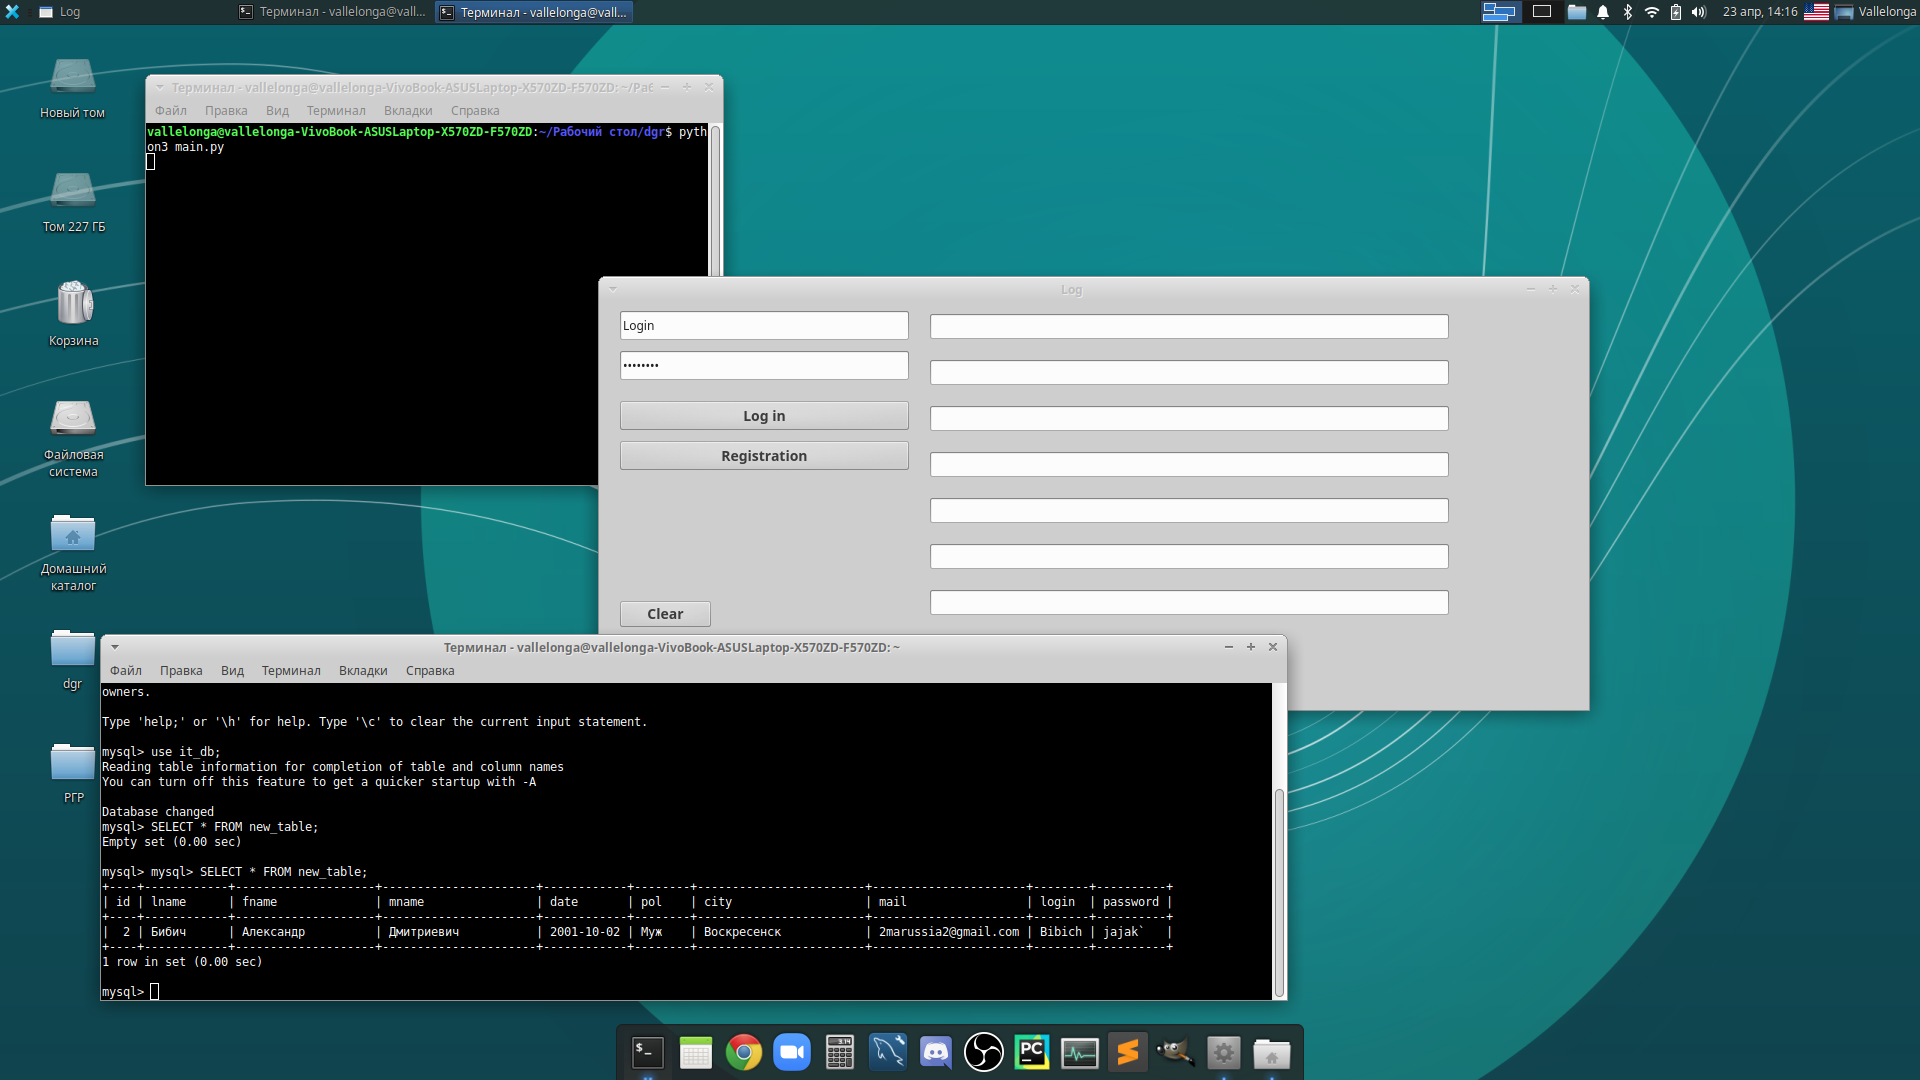 Log
Терминал - vallelonga@vall...
Терминал - vallelonga@vall...
23 апр, 14:16
Vallelonga
Новый том
Том 227 ГБ
Корзина
Файловая
система
Домашний
каталог
dgr
РГР
Терминал - vallelonga@vallelonga-VivoBook-ASUSLaptop-X570ZD-F570ZD: ~/Раб
Файл Правка Вид Терминал Вкладки Справка
vallelonga@vallelonga-VivoBook-ASUSLaptop-X570ZD-F570ZD:~/Рабочий стол/dgr$ pyth
on3 main.py
Log
Login
••••••••
Log in
Registration
Clear
Терминал - vallelonga@vallelonga-VivoBook-ASUSLaptop-X570ZD-F570ZD: ~
Файл Правка Вид Терминал Вкладки Справка
owners.
Type 'help;' or '\h' for help. Type '\c' to clear the current input statement.
mysql> use it_db;
Reading table information for completion of table and column names
You can turn off this feature to get a quicker startup with -A
Database changed
mysql> SELECT * FROM new_table;
Empty set (0.00 sec)
mysql> mysql> SELECT * FROM new_table;
+----+------------+--------------------+----------------------+------------+-------+------------------------+----------------------+--------+----------+
| id | lname | fname | mname | date | pol | city | mail | login | password |
+----+------------+--------------------+----------------------+------------+-------+------------------------+----------------------+--------+----------+
| 2 | Бибич | Александр | Дмитриевич | 2001-10-02 | Муж | Воскресенск | 2marussia2@gmail.com | Bibich | jajak` |
+----+------------+--------------------+----------------------+------------+-------+------------------------+----------------------+--------+----------+
1 row in set (0.00 sec)
mysql>
$_
3.14
PC